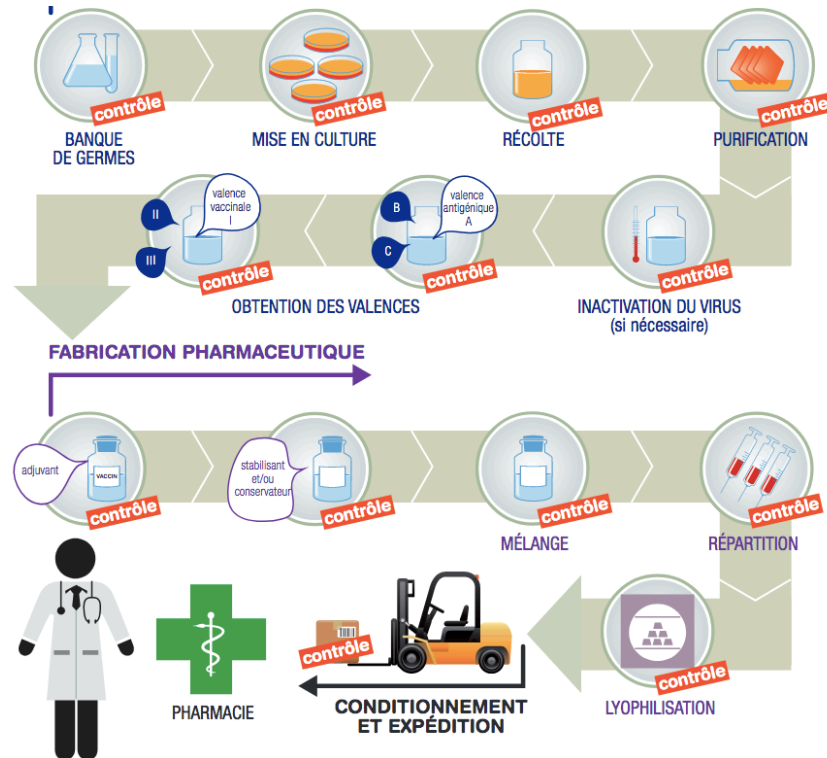 contrôle
contrôle
contrôle
contrôle
BANQUE
DE GERMES
MISE EN CULTURE
RÉCOLTE
PURIFICATION
II
III
valence
vaccinale
I
contrôle
B
C
valence
antigénique
A
contrôle
contrôle
OBTENTION DES VALENCES
INACTIVATION DU VIRUS
(si nécessaire)
FABRICATION PHARMACEUTIQUE
adjuvant
VACCIN
contrôle
stabilisant
et/ou
conservateur
contrôle
contrôle
contrôle
MÉLANGE
RÉPARTITION
contrôle
contrôle
PHARMACIE
CONDITIONNEMENT
ET EXPÉDITION
LYOPHILISATION